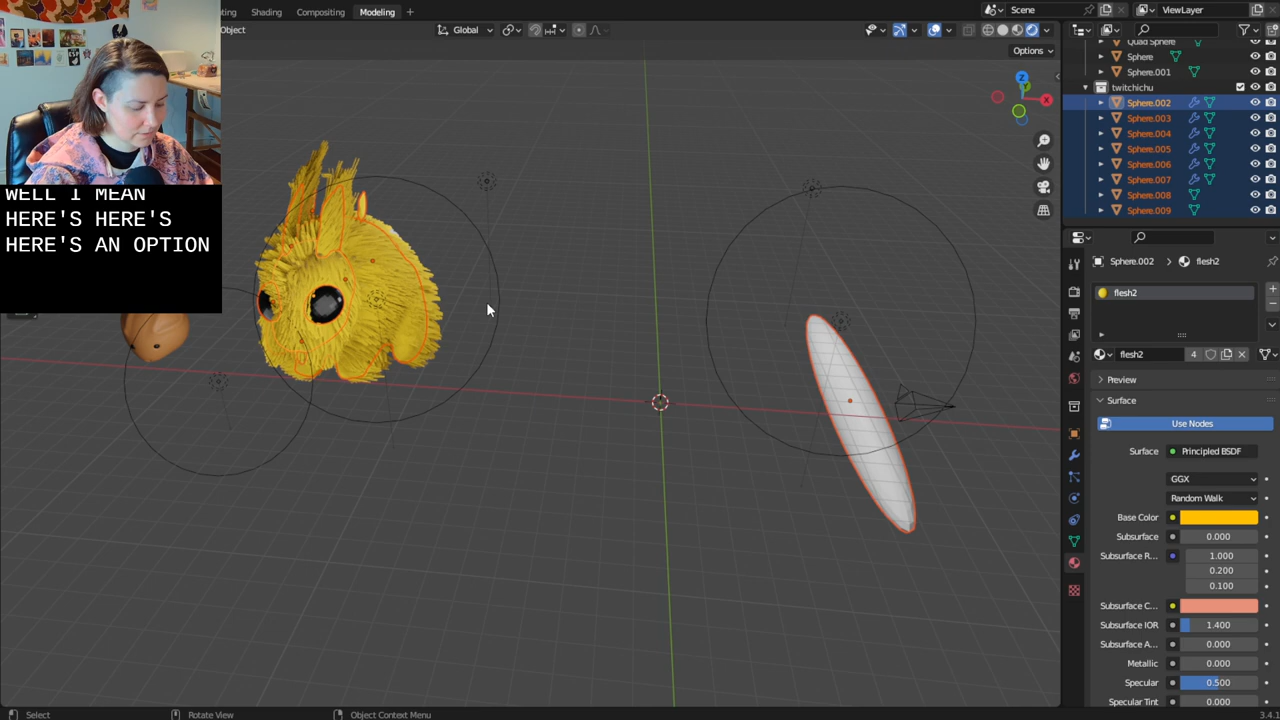 Shading
Compositing
Modeling
+
Scene
ViewLayer
Object
Global
Options
WELL I MEAN
HERE'S HERE'S
HERE'S AN OPTION
Z
X
Quad Sphere
Sphere
Sphere.001
twitchichu
Sphere.002
Sphere.003
Sphere.004
Sphere.005
Sphere.006
Sphere.007
Sphere.008
Sphere.009
Sphere.002 > flesh2
flesh2
flesh2 4
Preview
Surface
Use Nodes
Surface Principled BSDF
GGX
Random Walk
Base Color
Subsurface 0.000
Subsurface R... 1.000
0.200
0.100
Subsurface C...
Subsurface IOR 1.400
Subsurface A... 0.000
Metallic 0.000
Specular 0.500
Specular Tint 0.000
Select Rotate View Object Context Menu